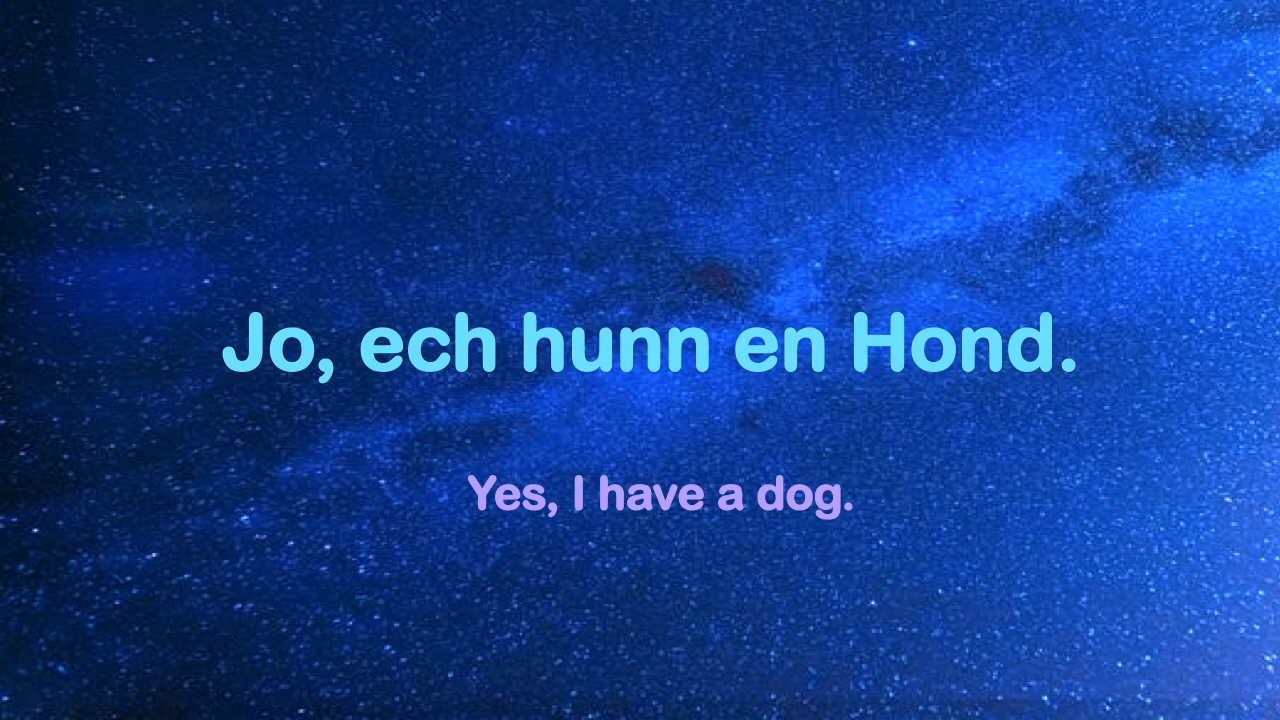 Jo, ech hunn en Hond.
Yes, I have a dog.